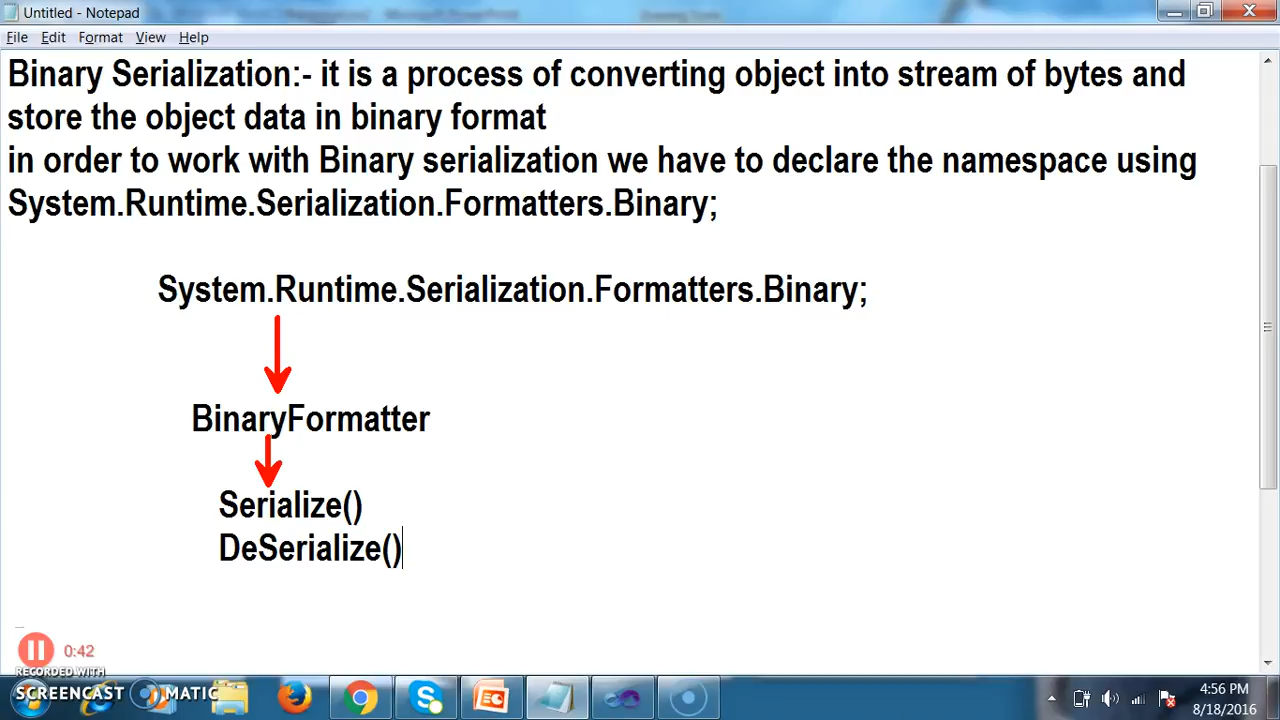 Untitled - Notepad
File Edit Format View Help
Binary Serialization:- it is a process of converting object into stream of bytes and
store the object data in binary format
in order to work with Binary serialization we have to declare the namespace using
System.Runtime.Serialization.Formatters.Binary;
System.Runtime.Serialization.Formatters.Binary;
BinaryFormatter
Serialize()
DeSerialize()
0:42
RECORDED WITH
SCREENCAST MATIC
4:56 PM
8/18/2016